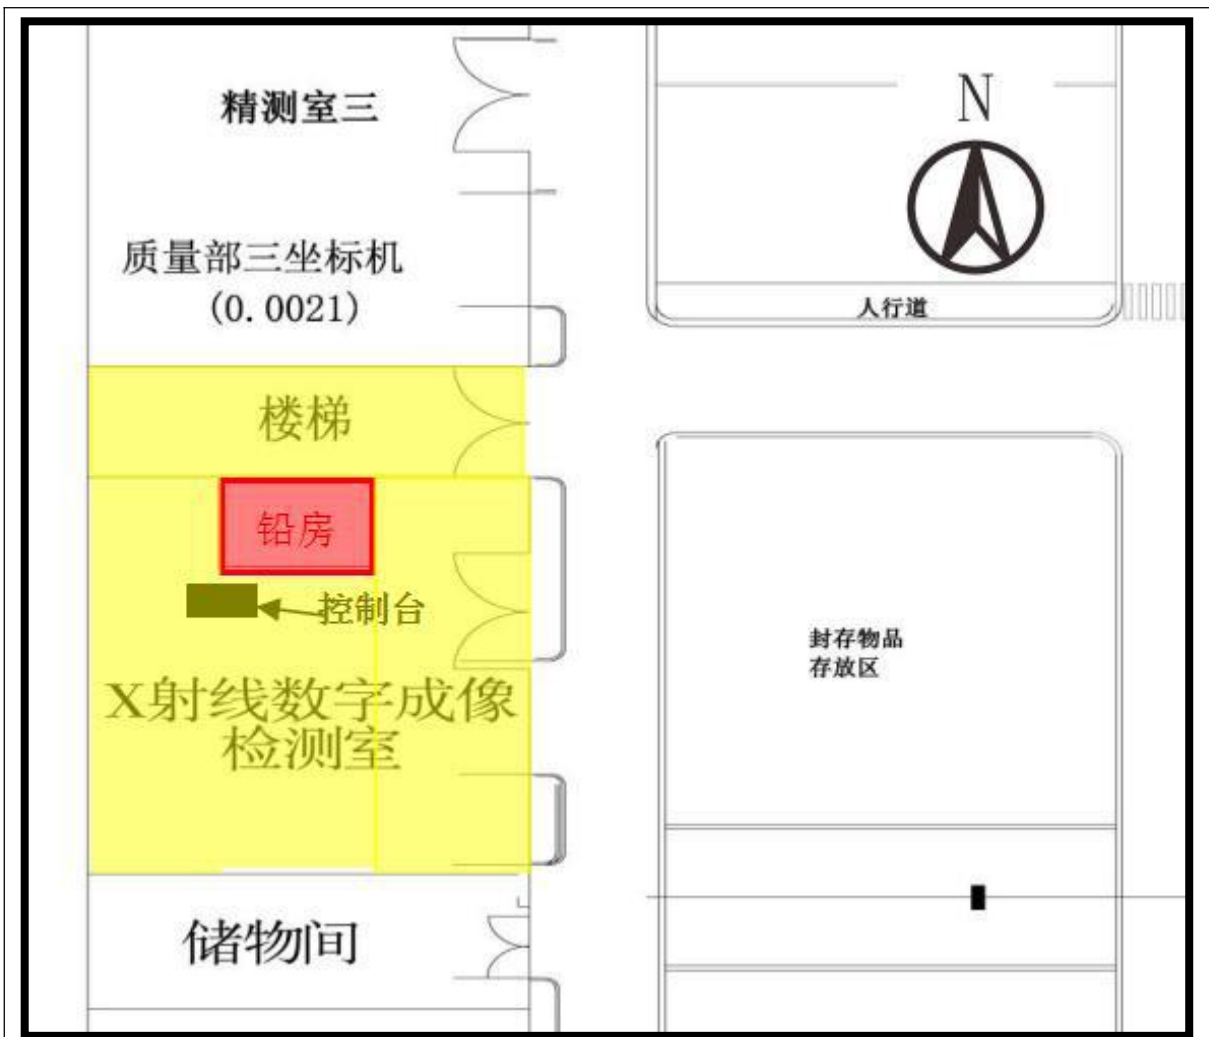 精测室三
N
质量部三坐标机
(0.0021)
人行道
楼梯
铅房
控制台
封存物品
存放区
X射线数字成像
检测室
储物间